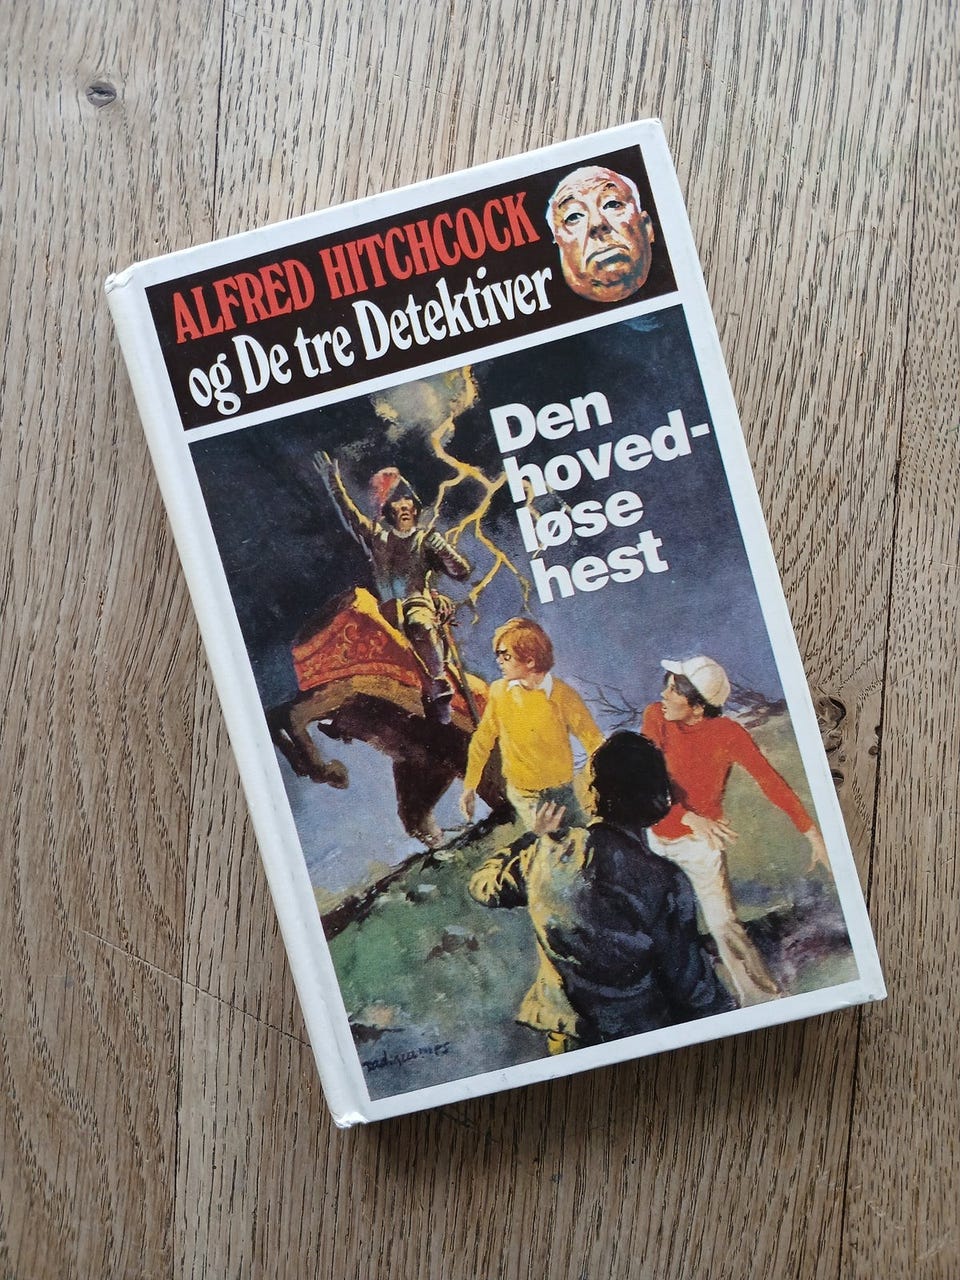 ALFRED HITCHCOCK
og De tre Detektiver
Den
hoved-
løse
hest